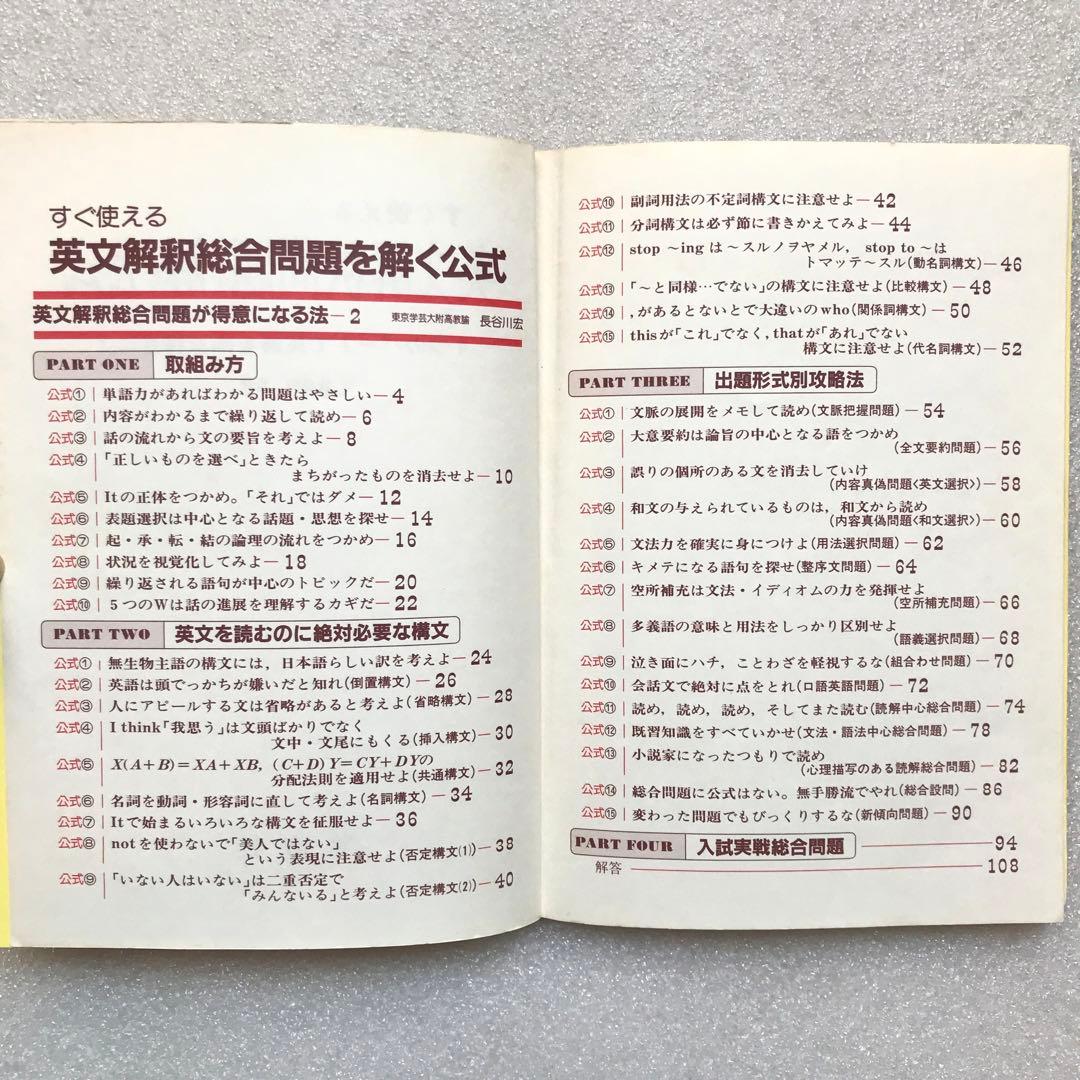 すぐ使える
英文解釈総合問題を解く公式
英文解釈総合問題が得意になる法—2 東京学芸大附高教諭 長谷川宏
PART ONE 取組み方
公式① 単語力があればわかる問題はやさしい—4
公式② 内容がわかるまで繰り返して読め—6
公式③ 話の流れから文の要旨を考えよ—8
公式④ 「正しいものを選べ」ときたら
まちがったものを消去せよ—10
公式⑤ Itの正体をつかめ。「それ」ではダメ—12
公式⑥ 表題選択は中心となる話題・思想を探せ—14
公式⑦ 起・承・転・結の論理の流れをつかめ—16
公式⑧ 状況を視覚化してみよ—18
公式⑨ 繰り返される語句が中心のトピックだ—20
公式⑩ 5つのWは話の進展を理解するカギだ—22
PART TWO 英文を読むのに絶対必要な構文
公式① 無生物主語の構文には，日本語らしい訳を考えよ—24
公式② 英語は頭でっかちが嫌いだと知れ(倒置構文)—26
公式③ 人にアピールする文は省略があると考えよ(省略構文)—28
公式④ I think「我思う」は文頭ばかりでなく
文中・文尾にもくる(挿入構文)—30
公式⑤ X(A+B)=XA+XB, (C+D)Y=CY+DYの
分配法則を適用せよ(共通構文)—32
公式⑥ 名詞を動詞・形容詞に直して考えよ(名詞構文)—34
公式⑦ Itで始まるいろいろな構文を征服せよ—36
公式⑧ notを使わないで「美人ではない」
という表現に注意せよ(否定構文(1))—38
公式⑨ 「いない人はいない」は二重否定で
「みんないる」と考えよ(否定構文(2))—40
公式⑩ 副詞用法の不定詞構文に注意せよ—42
公式⑪ 分詞構文は必ず節に書きかえてみよ—44
公式⑫ stop ～ing は～スルノヲヤメル， stop to ～は
トマッテ～スル(動名詞構文)—46
公式⑬ 「～と同様…でない」の構文に注意せよ(比較構文)—48
公式⑭ ,があるとないとで大違いのwho(関係詞構文)—50
公式⑮ thisが「これ」でなく，thatが「あれ」でない
構文に注意せよ(代名詞構文)—52
PART THREE 出題形式別攻略法
公式① 文脈の展開をメモして読め(文脈把握問題)—54
公式② 大意要約は論旨の中心となる語をつかめ
(全文要約問題)—56
公式③ 誤りの個所のある文を消去していけ
(内容真偽問題<英文選択>)—58
公式④ 和文の与えられているものは，和文から読め
(内容真偽問題<和文選択>)—60
公式⑤ 文法力を確実に身につけよ(用法選択問題)—62
公式⑥ キメテになる語句を探せ(整序文問題)—64
公式⑦ 空所補充は文法・イディオムの力を発揮せよ
(空所補充問題)—66
公式⑧ 多義語の意味と用法をしっかり区別せよ
(語義選択問題)—68
公式⑨ 泣き面にハチ，ことわざを軽視するな(組合わせ問題)—70
公式⑩ 会話文で絶対に点をとれ(口語英語問題)—72
公式⑪ 読め，読め，読め，そしてまた読む(読解中心総合問題)—74
公式⑫ 既習知識をすべていかせ(文法・語法中心総合問題)—78
公式⑬ 小説家になったつもりで読め
(心理描写のある読解総合問題)—82
公式⑭ 総合問題に公式はない。無手勝流でやれ(総合設問)—86
公式⑮ 変わった問題でもびっくりするな(新傾向問題)—90
PART FOUR 入試実戦総合問題—94
解答—108